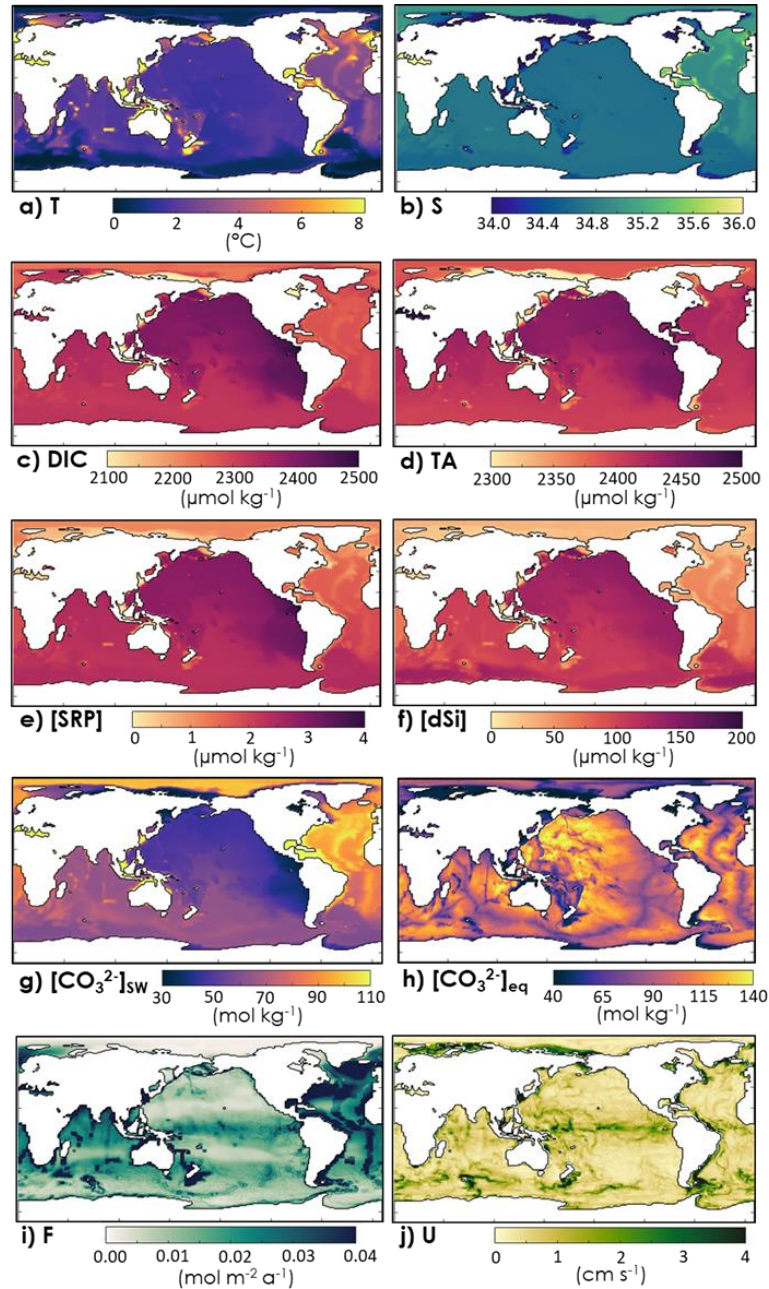 a) T
0 2 4 6 8
(°C)
b) S
34.0 34.4 34.8 35.2 35.6 36.0
c) DIC
2100 2200 2300 2400 2500
(µmol kg⁻¹)
d) TA
2300 2350 2400 2450 2500
(µmol kg⁻¹)
e) [SRP]
0 1 2 3 4
(µmol kg⁻¹)
f) [dSi]
0 50 100 150 200
(µmol kg⁻¹)
g) [CO₃²⁻]SW
30 50 70 90 110
(mol kg⁻¹)
h) [CO₃²⁻]eq
40 65 90 115 140
(mol kg⁻¹)
i) F
0.00 0.01 0.02 0.03 0.04
(mol m⁻² a⁻¹)
j) U
0 1 2 3 4
(cm s⁻¹)